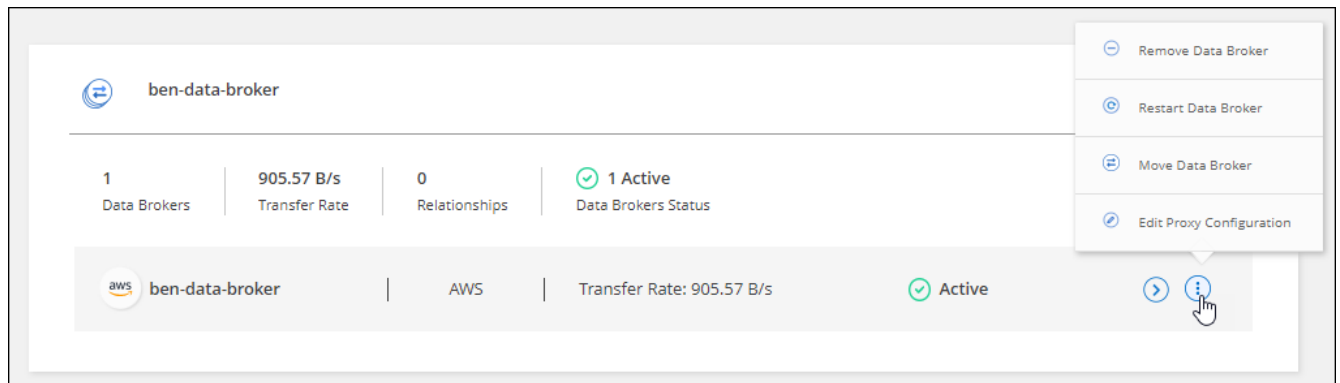 Remove Data Broker
ben-data-broker
Restart Data Broker
1
905.57 B/s
0
1 Active
Move Data Broker
Data Brokers
Transfer Rate
Relationships
Data Brokers Status
Edit Proxy Configuration
aws
ben-data-broker
AWS
Transfer Rate: 905.57 B/s
Active